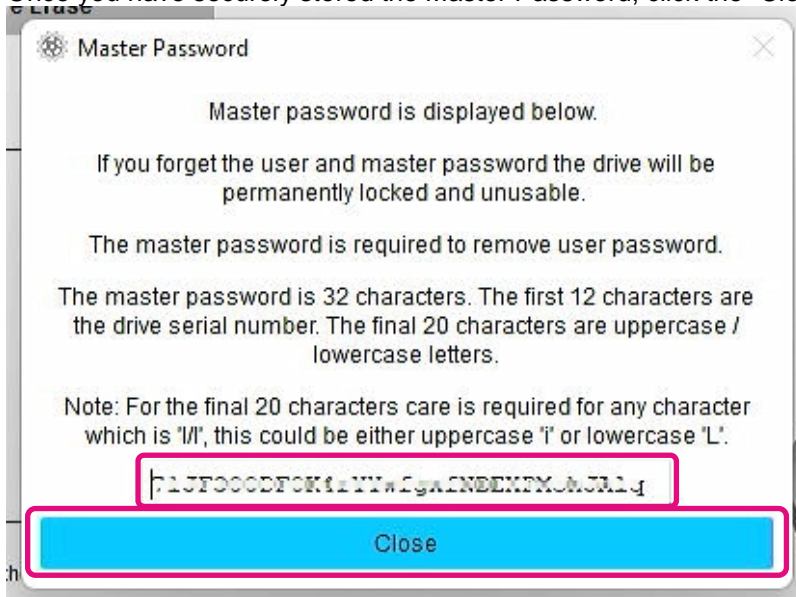 e Erase
Master Password
Master password is displayed below.
If you forget the user and master password the drive will be
permanently locked and unusable.
The master password is required to remove user password.
The master password is 32 characters. The first 12 characters are
the drive serial number. The final 20 characters are uppercase /
lowercase letters.
Note: For the final 20 characters care is required for any character
which is 'I/l', this could be either uppercase 'i' or lowercase 'L'.
Close